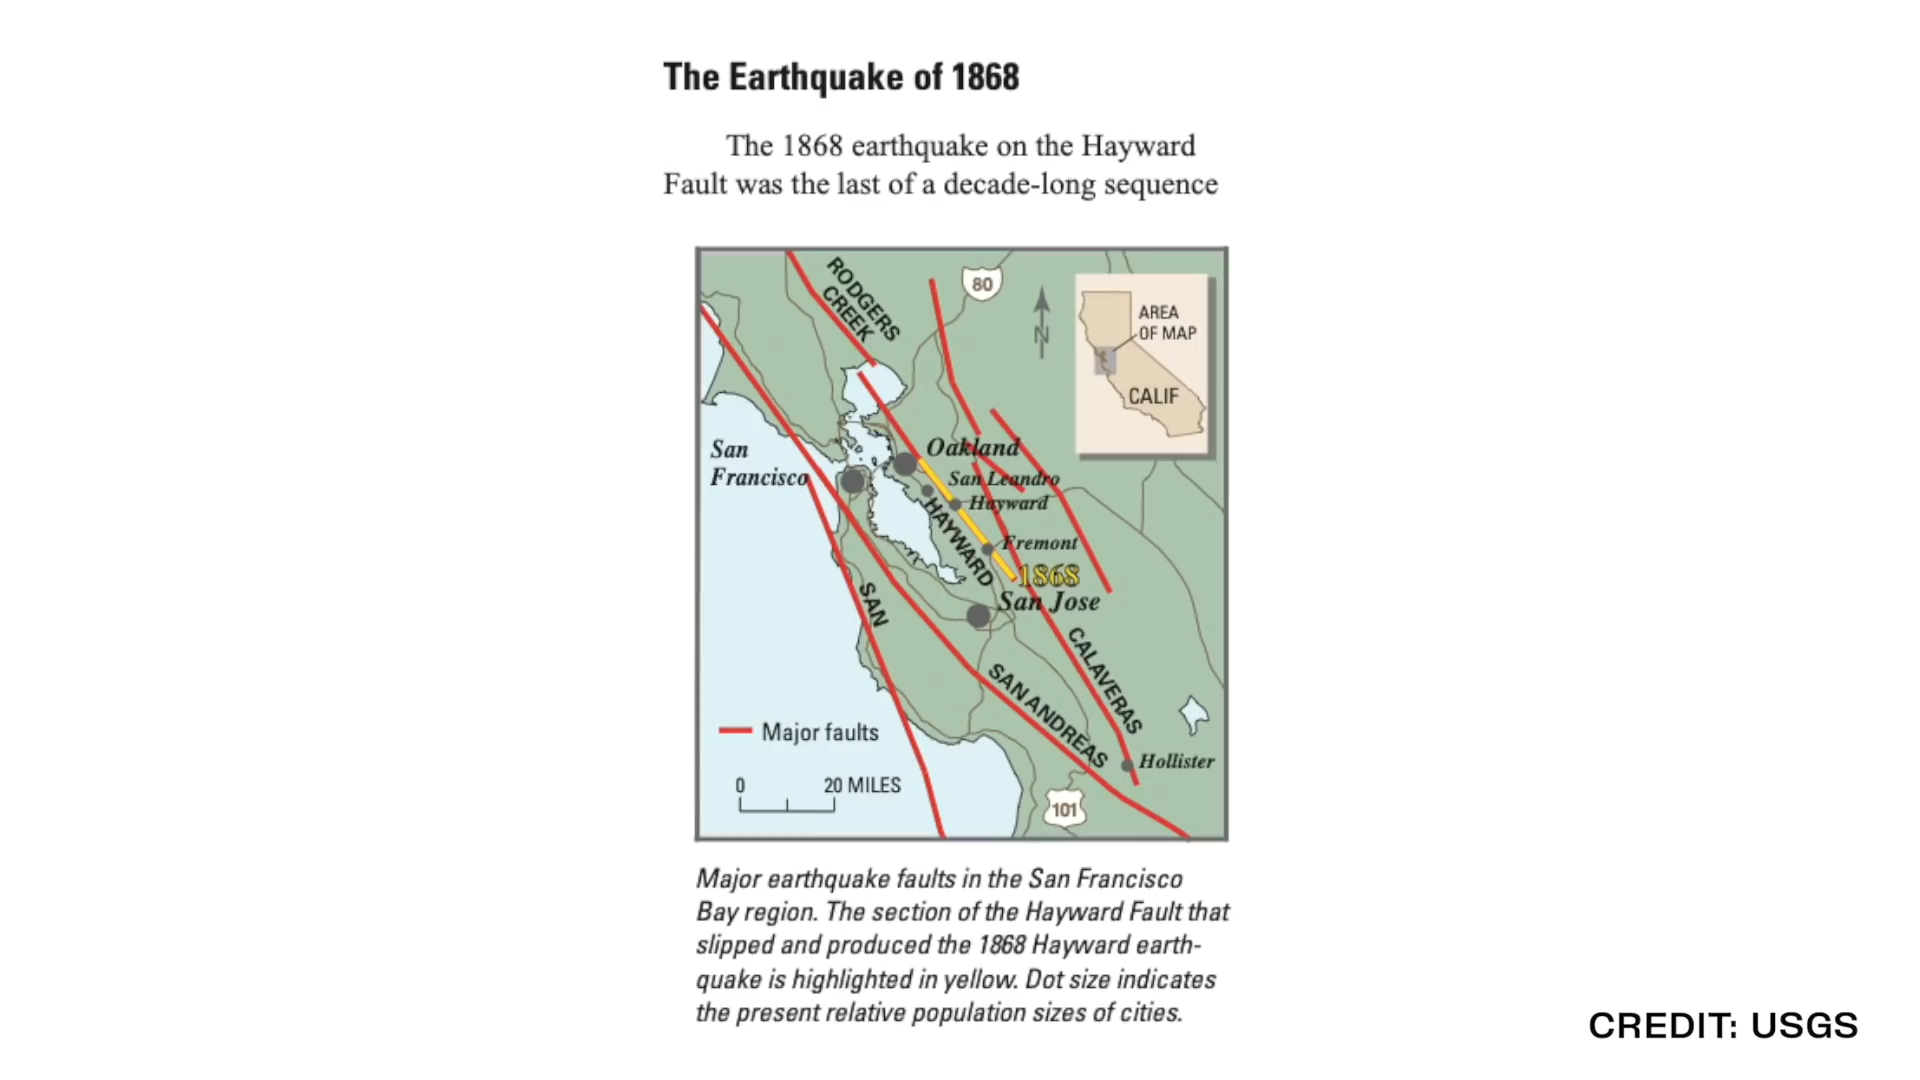 The Earthquake of 1868
The 1868 earthquake on the Hayward
Fault was the last of a decade-long sequence
RODGERS
CREEK
80
N
AREA
OF MAP
CALIF
San
Francisco
Oakland
San Leandro
Hayward
HAYWARD
Fremont
1868
San Jose
SAN
CALAVERAS
SAN ANDREAS
Major faults
Hollister
0 20 MILES
101
Major earthquake faults in the San Francisco
Bay region. The section of the Hayward Fault that
slipped and produced the 1868 Hayward earth-
quake is highlighted in yellow. Dot size indicates
the present relative population sizes of cities.
CREDIT: USGS